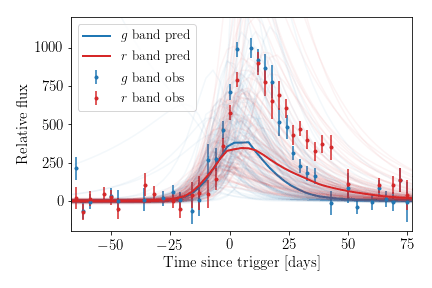 g band pred
r band pred
g band obs
r band obs
1000
750
500
250
0
Relative flux
−50
−25
0
25
50
75
Time since trigger [days]